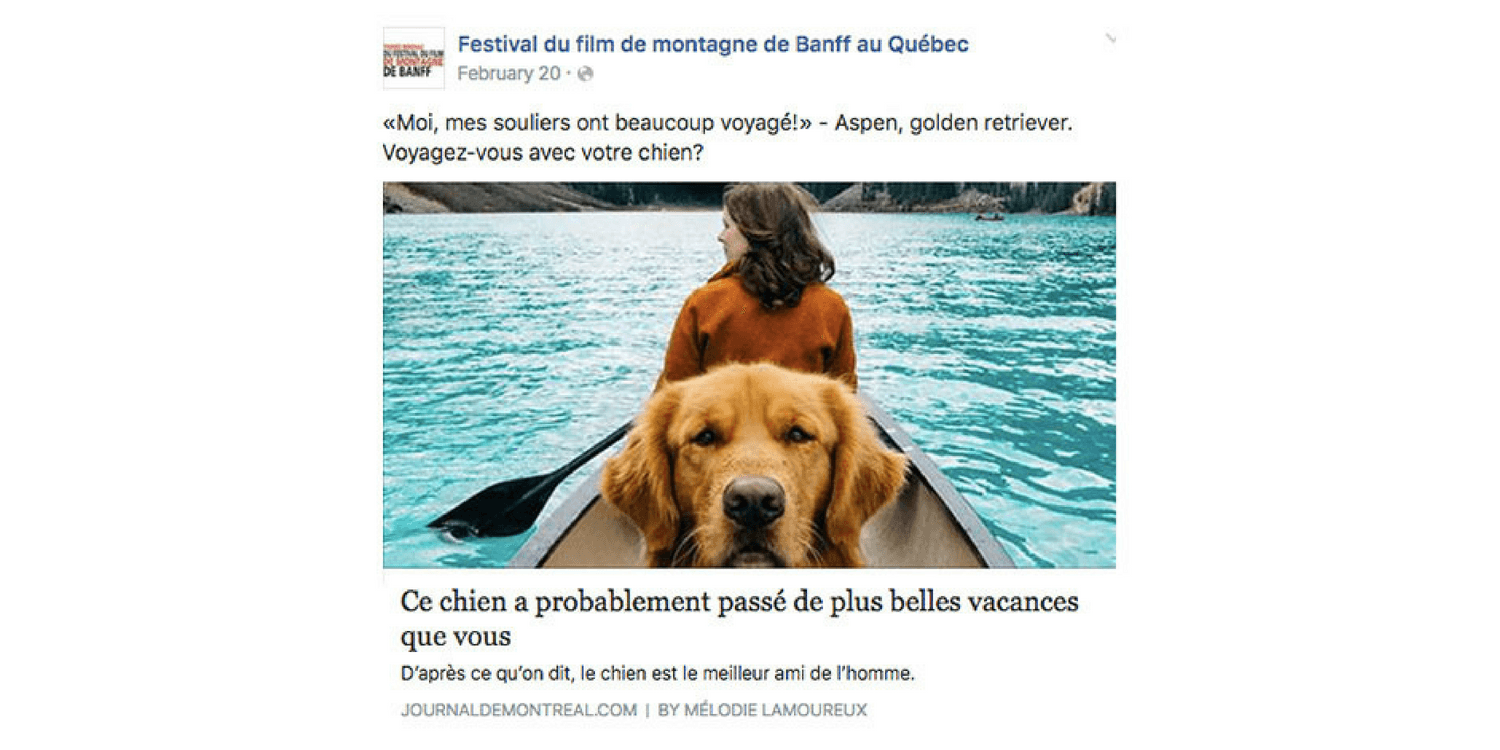 DU FESTIVAL DU FILM
DE MONTAGNE
DE BANFF
Festival du film de montagne de Banff au Québec
February 20 ·
«Moi, mes souliers ont beaucoup voyagé!» - Aspen, golden retriever.
Voyagez-vous avec votre chien?
Ce chien a probablement passé de plus belles vacances
que vous
D'après ce qu'on dit, le chien est le meilleur ami de l'homme.
JOURNALDEMONTREAL.COM | BY MÉLODIE LAMOUREUX